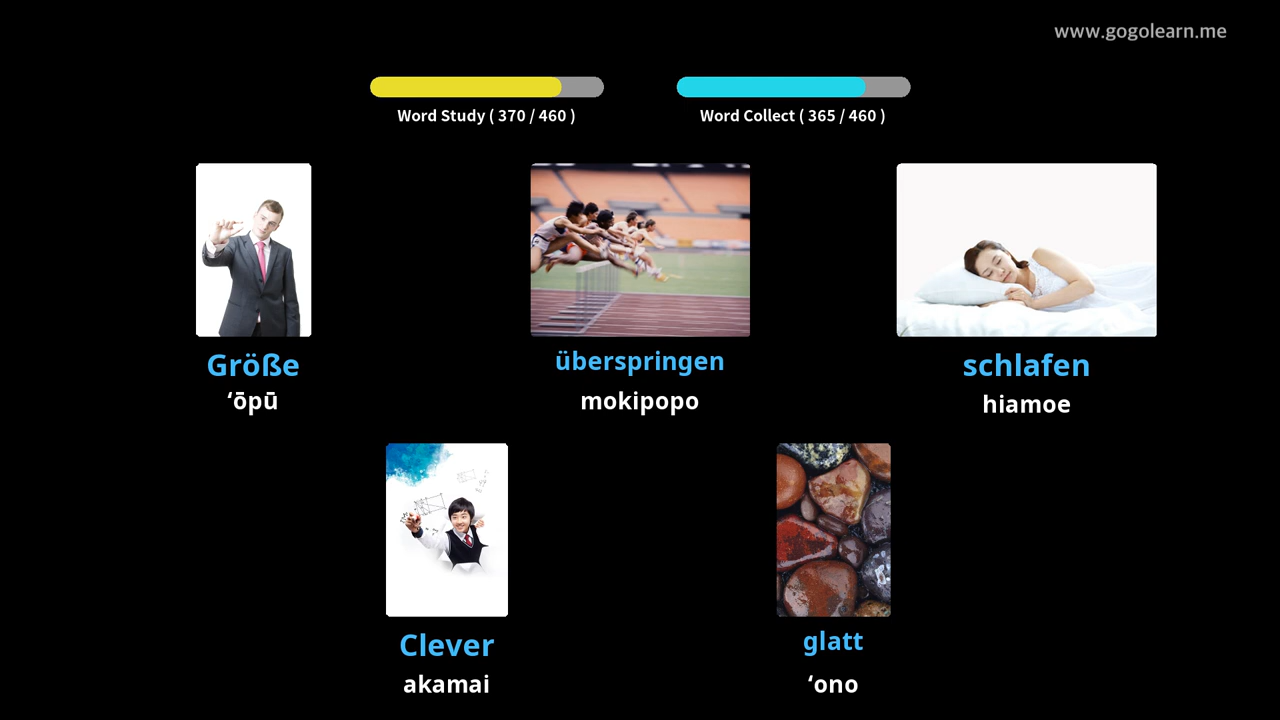 www.gogolearn.me
Word Study ( 370 / 460 )
Word Collect ( 365 / 460 )
Größe
ʻōpū
überspringen
mokipopo
schlafen
hiamoe
Clever
akamai
glatt
ʻono